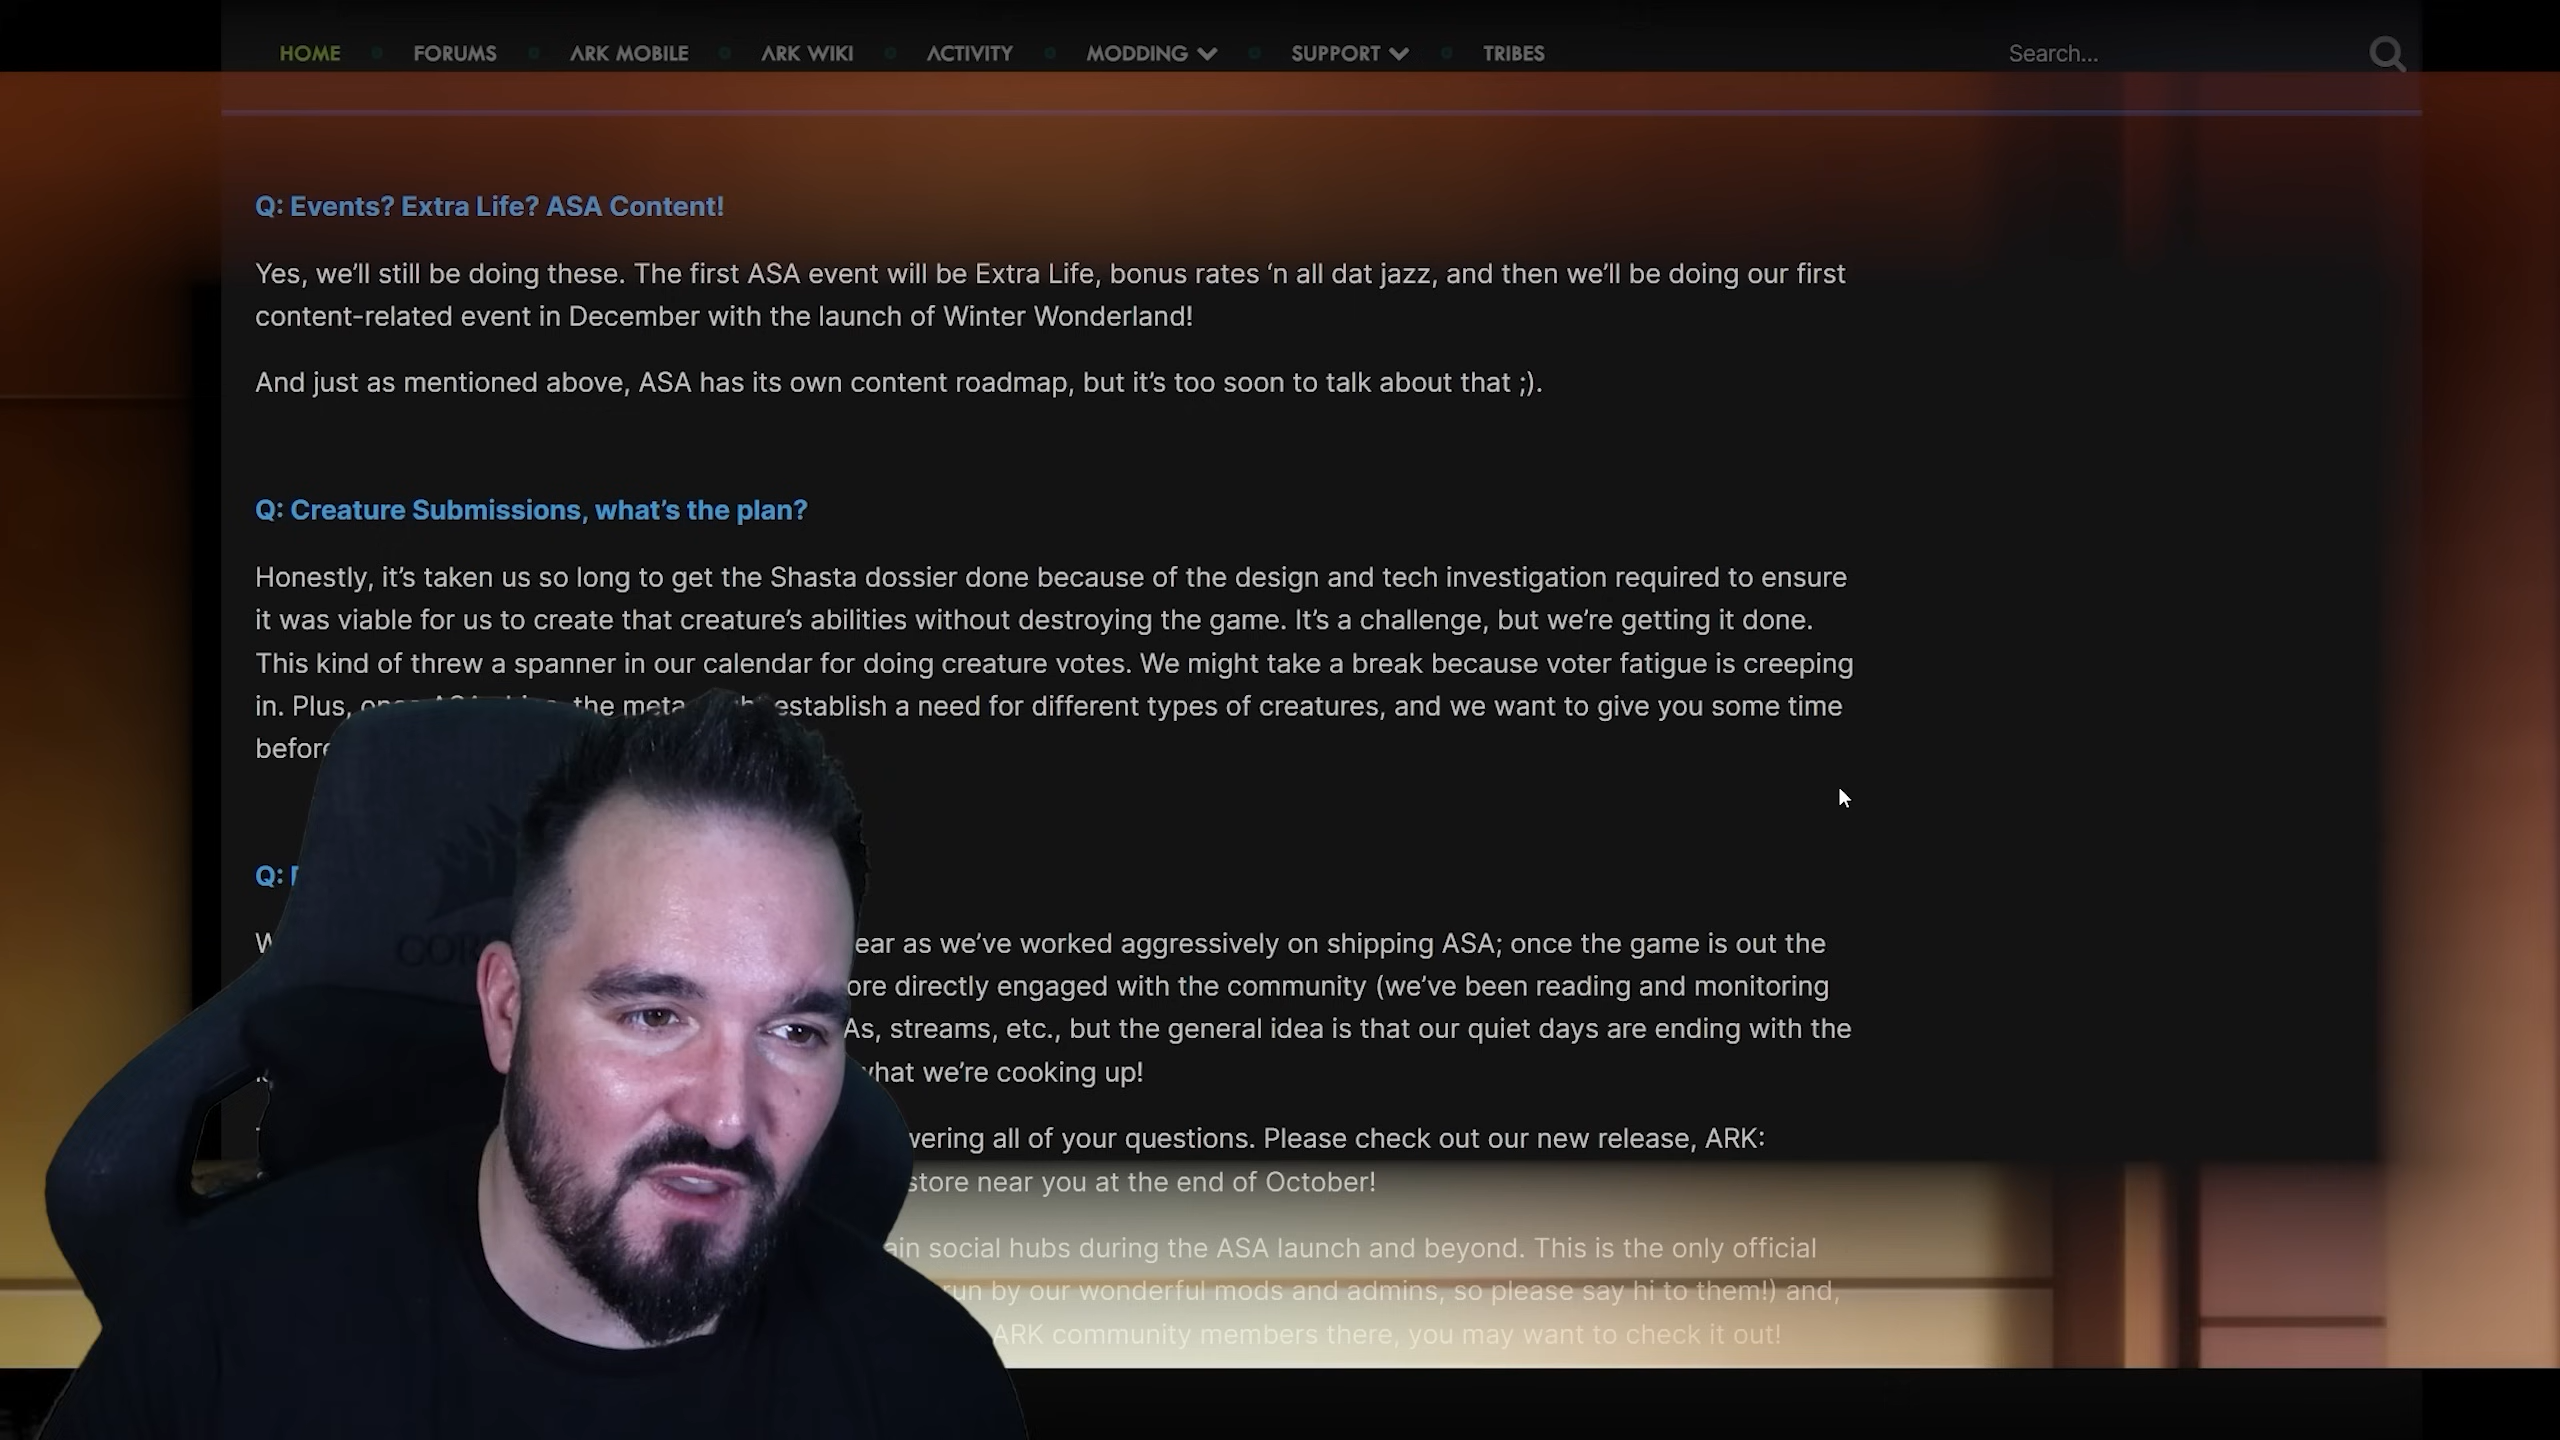 HOME FORUMS ARK MOBILE ARK WIKI ACTIVITY MODDING SUPPORT TRIBES Search...
Q: Events? Extra Life? ASA Content!
Yes, we’ll still be doing these. The first ASA event will be Extra Life, bonus rates ‘n all dat jazz, and then we’ll be doing our first
content-related event in December with the launch of Winter Wonderland!
And just as mentioned above, ASA has its own content roadmap, but it’s too soon to talk about that ;).
Q: Creature Submissions, what’s the plan?
Honestly, it’s taken us so long to get the Shasta dossier done because of the design and tech investigation required to ensure
it was viable for us to create that creature’s abilities without destroying the game. It’s a challenge, but we’re getting it done.
This kind of threw a spanner in our calendar for doing creature votes. We might take a break because voter fatigue is creeping
in. Plus, the meta establish a need for different types of creatures, and we want to give you some time
before
Q:
as we’ve worked aggressively on shipping ASA; once the game is out the
directly engaged with the community (we’ve been reading and monitoring
streams, etc., but the general idea is that our quiet days are ending with the
what we’re cooking up!
all of your questions. Please check out our new release, ARK:
store near you at the end of October!
social hubs during the ASA launch and beyond. This is the only official
run by our wonderful mods and admins, so please say hi to them!) and,
ARK community members there, you may want to check it out!